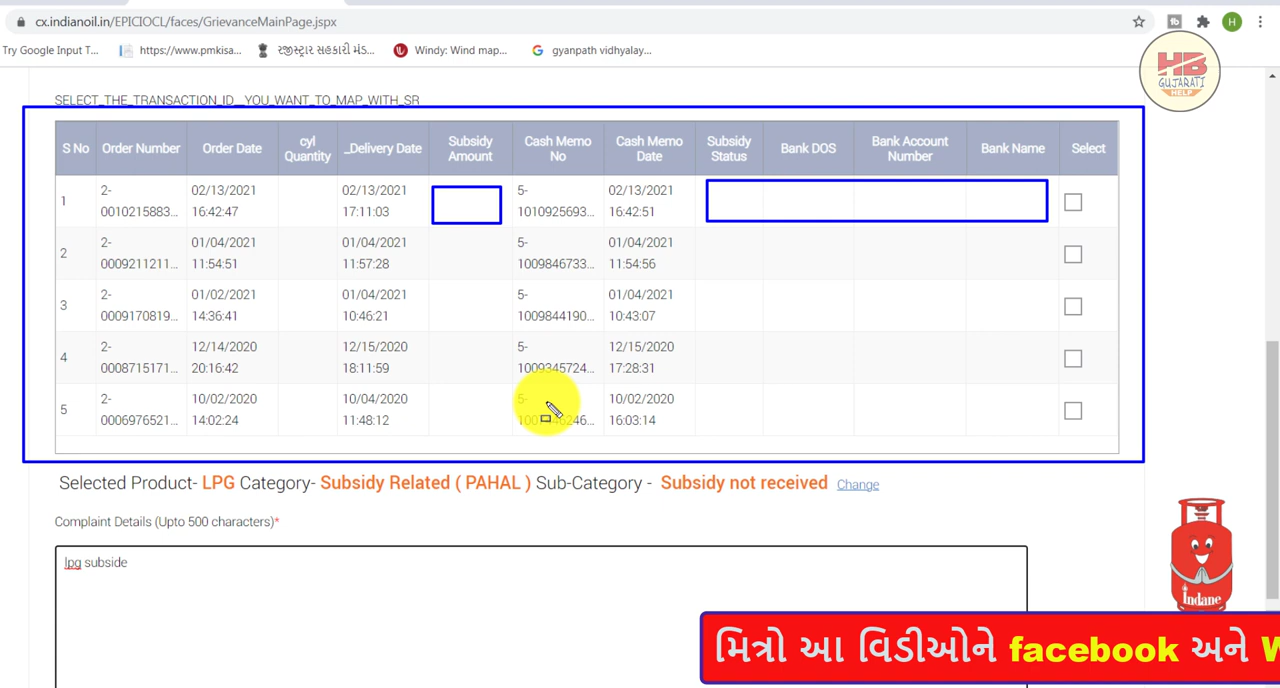 cx.indianoil.in/EPICIOCL/faces/GrievanceMainPage.jspx
H
Try Google Input T... https://www.pmkisa... રજીસ્ટ્રાર સહકારી મં... Windy: Wind map... gyanpath vidhyalay...
HB
GUJARATI
HELP
SELECT_THE_TRANSACTION_ID__YOU_WANT_TO_MAP_WITH_SR
S No Order Number Order Date cyl Quantity _Delivery Date Subsidy Amount Cash Memo No Cash Memo Date Subsidy Status Bank DOS Bank Account Number Bank Name Select
1 2- 02/13/2021 02/13/2021 5- 02/13/2021
0010215883... 16:42:47 17:11:03 1010925693... 16:42:51
2 2- 01/04/2021 01/04/2021 5- 01/04/2021
0009211211... 11:54:51 11:57:28 1009846733... 11:54:56
3 2- 01/02/2021 01/04/2021 5- 01/04/2021
0009170819... 14:36:41 10:46:21 1009844190... 10:43:07
4 2- 12/14/2020 12/15/2020 5- 12/15/2020
0008715171... 20:16:42 18:11:59 1009345724... 17:28:31
5 2- 10/02/2020 10/04/2020 5- 10/02/2020
0006976521... 14:02:24 11:48:12 16:03:14
Selected Product- LPG Category- Subsidy Related ( PAHAL ) Sub-Category - Subsidy not received Change
Complaint Details (Upto 500 characters)*
lpg subside
Indane
મિત્રો આ વિડીઓને facebook અને W